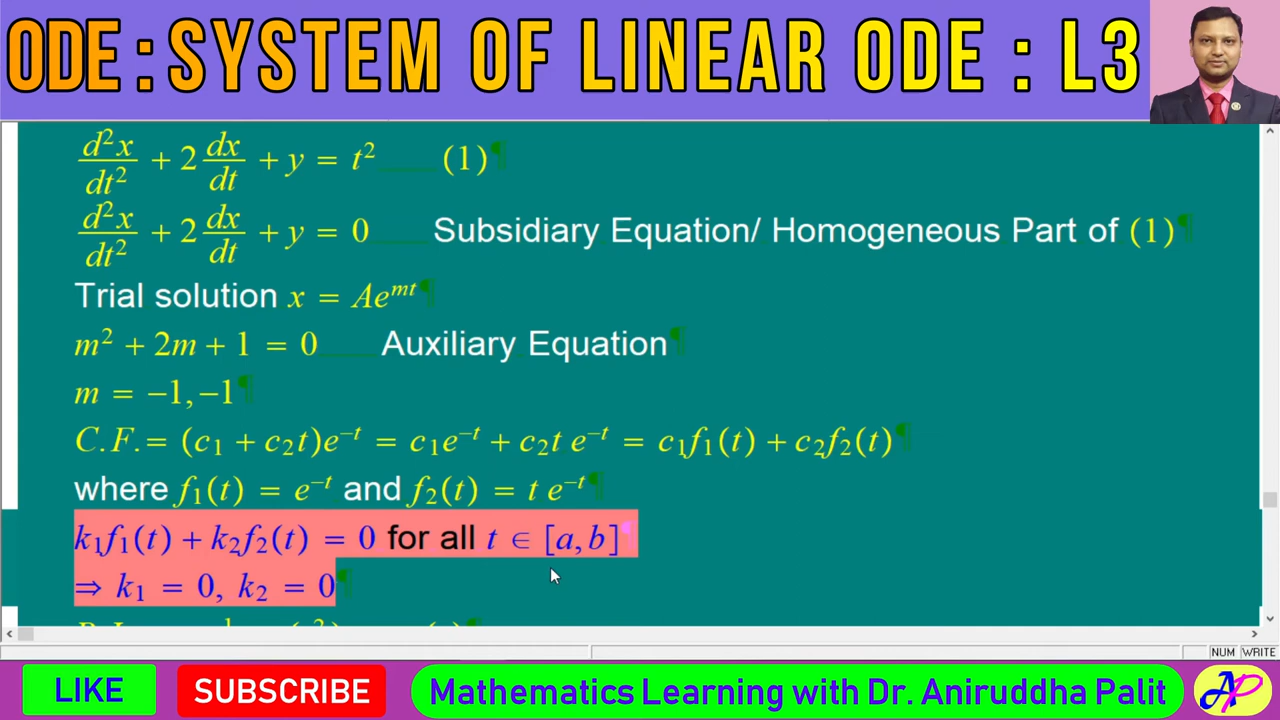 ODE : SYSTEM OF LINEAR ODE : L3
d²x/dt² + 2 dx/dt + y = t² (1)¶
d²x/dt² + 2 dx/dt + y = 0 Subsidiary Equation/ Homogeneous Part of (1)¶
Trial solution x = Ae^{mt}¶
m² + 2m + 1 = 0 Auxiliary Equation¶
m = −1, −1¶
C.F. = (c₁ + c₂t)e^{−t} = c₁e^{−t} + c₂t e^{−t} = c₁f₁(t) + c₂f₂(t)¶
where f₁(t) = e^{−t} and f₂(t) = t e^{−t}¶
k₁f₁(t) + k₂f₂(t) = 0 for all t ∈ [a, b]¶
⇒ k₁ = 0, k₂ = 0¶
NUM WRITE
LIKE SUBSCRIBE Mathematics Learning with Dr. Aniruddha Palit AP